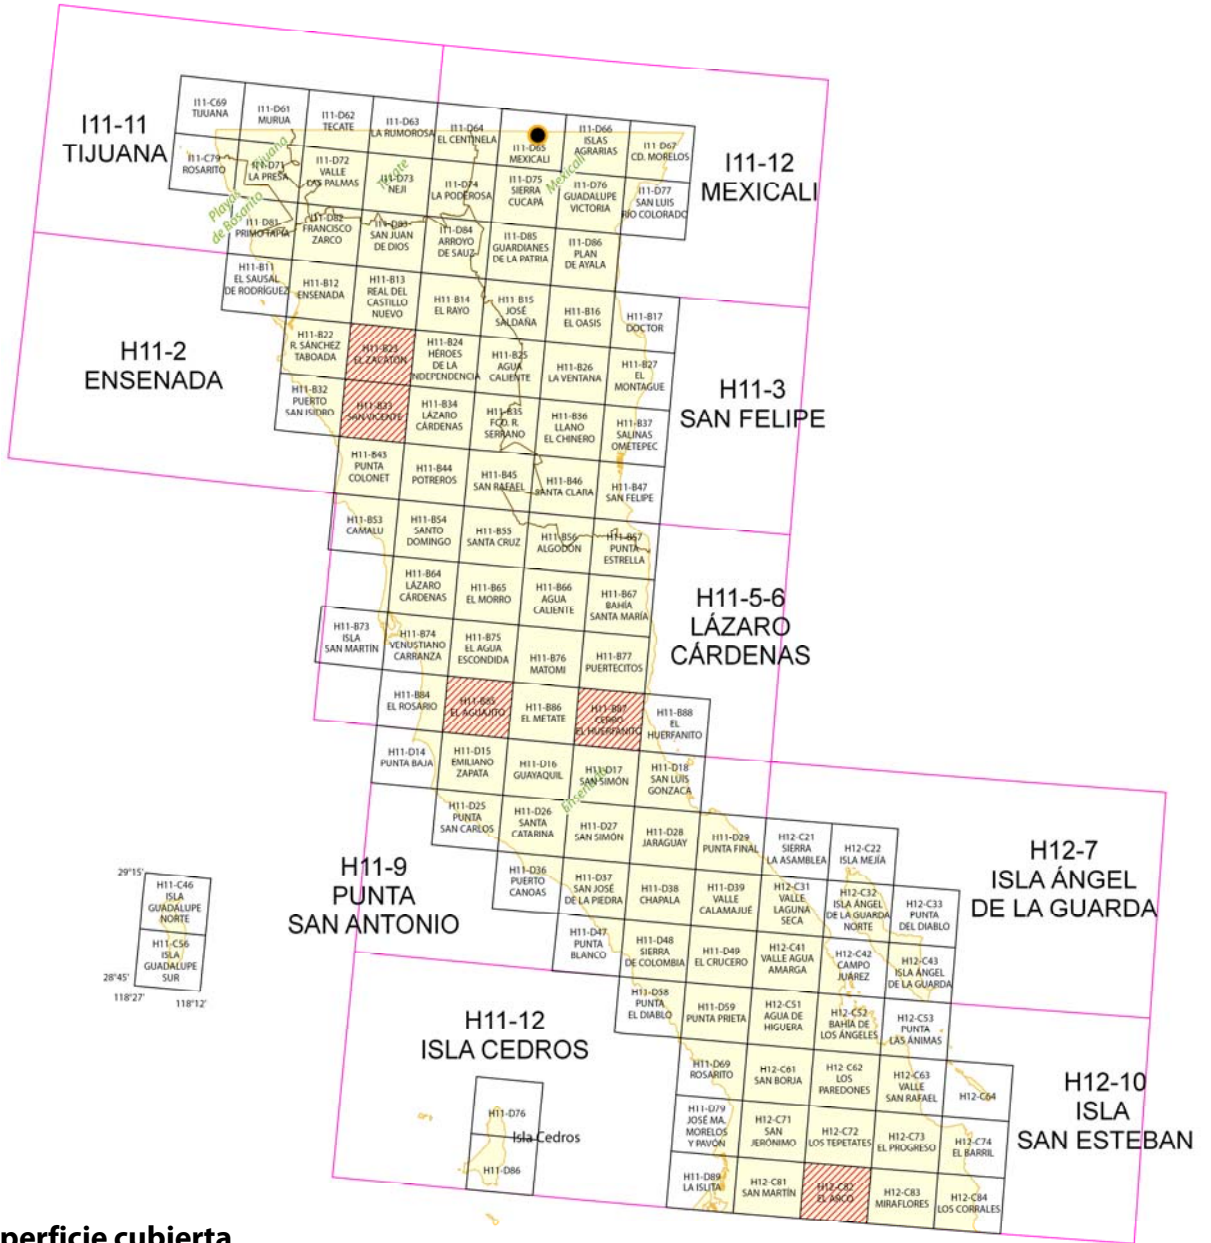 I11-11
TIJUANA
I11-C69
TIJUANA
I11-D61
MURUA
I11-D62
TECATE
I11-D63
LA RUMOROSA
I11-D64
EL CENTINELA
I11-D65
MEXICALI
I11-D66
ISLAS
AGRARIAS
I11 D67
CD. MORELOS
I11-12
MEXICALI
I11-C79
ROSARITO
I11-D71
LA PRESA
I11-D72
VALLE
LAS PALMAS
I11-D73
NEJI
I11-D74
LA PODEROSA
I11-D75
SIERRA
CUCAPÁ
I11-D76
GUADALUPE
VICTORIA
I11-D77
SAN LUIS
RÍO COLORADO
Tijuana
Tecate
Mexicali
Playas
de Rosarito
I11-D81
PRIMO TAPIA
I11-D82
FRANCISCO
ZARCO
I11-D83
SAN JUAN
DE DIOS
I11-D84
ARROYO
DE SAUZ
I11-D85
GUARDIANES
DE LA PATRIA
I11-D86
PLAN
DE AYALA
H11-2
ENSENADA
H11-B11
EL SAUSAL
DE RODRÍGUEZ
H11-B12
ENSENADA
H11-B13
REAL DEL
CASTILLO
NUEVO
H11-B14
EL RAYO
H11 B15
JOSÉ
SALDAÑA
H11-B16
EL OASIS
H11-B17
DOCTOR
H11-B22
R. SÁNCHEZ
TABOADA
H11-B23
EL ZACATÓN
H11-B24
HÉROES
DE LA
INDEPENDENCIA
H11-B25
AGUA
CALIENTE
H11-B26
LA VENTANA
H11-B27
EL
MONTAGUE
H11-3
SAN FELIPE
H11-B32
PUERTO
SAN ISIDRO
H11-B33
SAN VICENTE
H11-B34
LÁZARO
CÁRDENAS
H11-B35
FCO. R.
SERRANO
H11-B36
LLANO
EL CHINERO
H11-B37
SALINAS
OMETEPEC
H11-B43
PUNTA
COLONET
H11-B44
POTREROS
H11-B45
SAN RAFAEL
H11-B46
SANTA CLARA
H11-B47
SAN FELIPE
H11-B53
CAMALU
H11-B54
SANTO
DOMINGO
H11-B55
SANTA CRUZ
H11-B56
ALGODÓN
H11-B57
PUNTA
ESTRELLA
H11-B64
LÁZARO
CÁRDENAS
H11-B65
EL MORRO
H11-B66
AGUA
CALIENTE
H11-B67
BAHÍA
SANTA MARÍA
H11-5-6
LÁZARO
CÁRDENAS
H11-B73
ISLA
SAN MARTÍN
H11-B74
VENUSTIANO
CARRANZA
H11-B75
EL AGUA
ESCONDIDA
H11-B76
MATOMI
H11-B77
PUERTECITOS
H11-B84
EL ROSARIO
H11-B85
EL AGUAJITO
H11-B86
EL METATE
H11-B87
CERRO
EL HUERFANITO
H11-B88
EL
HUERFANITO
H11-D14
PUNTA BAJA
H11-D15
EMILIANO
ZAPATA
H11-D16
GUAYAQUIL
H11-D17
SAN SIMÓN
H11-D18
SAN LUIS
GONZACA
Ensenada
H11-D25
PUNTA
SAN CARLOS
H11-D26
SANTA
CATARINA
H11-D27
SAN SIMÓN
H11-D28
JARAGUAY
H11-D29
PUNTA FINAL
H12-C21
SIERRA
LA ASAMBLEA
H12-C22
ISLA MEJÍA
H12-7
ISLA ÁNGEL
DE LA GUARDA
H11-9
PUNTA
SAN ANTONIO
H11-D36
PUERTO
CANOAS
H11-D37
SAN JOSÉ
DE LA PIEDRA
H11-D38
CHAPALA
H11-D39
VALLE
CALAMAJUÉ
H12-C31
VALLE
LAGUNA
SECA
H12-C32
ISLA ÁNGEL
DE LA GUARDA
NORTE
H12-C33
PUNTA
DEL DIABLO
29°15'
H11-C46
ISLA
GUADALUPE
NORTE
H11-C56
ISLA
GUADALUPE
SUR
28°45'
118°27'
118°12'
H11-D47
PUNTA
BLANCO
H11-D48
SIERRA
DE COLOMBIA
H11-D49
EL CRUCERO
H12-C41
VALLE AGUA
AMARGA
H12-C42
CAMPO
JUÁREZ
H12-C43
ISLA ÁNGEL
DE LA GUARDA
H11-D58
PUNTA
EL DIABLO
H11-D59
PUNTA PRIETA
H12-C51
AGUA DE
HIGUERA
H12-C52
BAHÍA DE
LOS ÁNGELES
H12-C53
PUNTA
LAS ÁNIMAS
H11-12
ISLA CEDROS
H11-D69
ROSARITO
H12-C61
SAN BORJA
H12-C62
LOS
PAREDONES
H12-C63
VALLE
SAN RAFAEL
H12-C64
H12-10
ISLA
SAN ESTEBAN
H11-D76
Isla Cedros
H11-D86
H11-D79
JOSÉ MA.
MORELOS
Y PAVÓN
H12-C71
SAN
JERÓNIMO
H12-C72
LOS TEPETATES
H12-C73
EL PROGRESO
H12-C74
EL BARRIL
H11-D89
LA ISLITA
H12-C81
SAN MARTÍN
H12-C82
EL ARCO
H12-C83
MIRAFLORES
H12-C84
LOS CORRALES
perficie cubierta